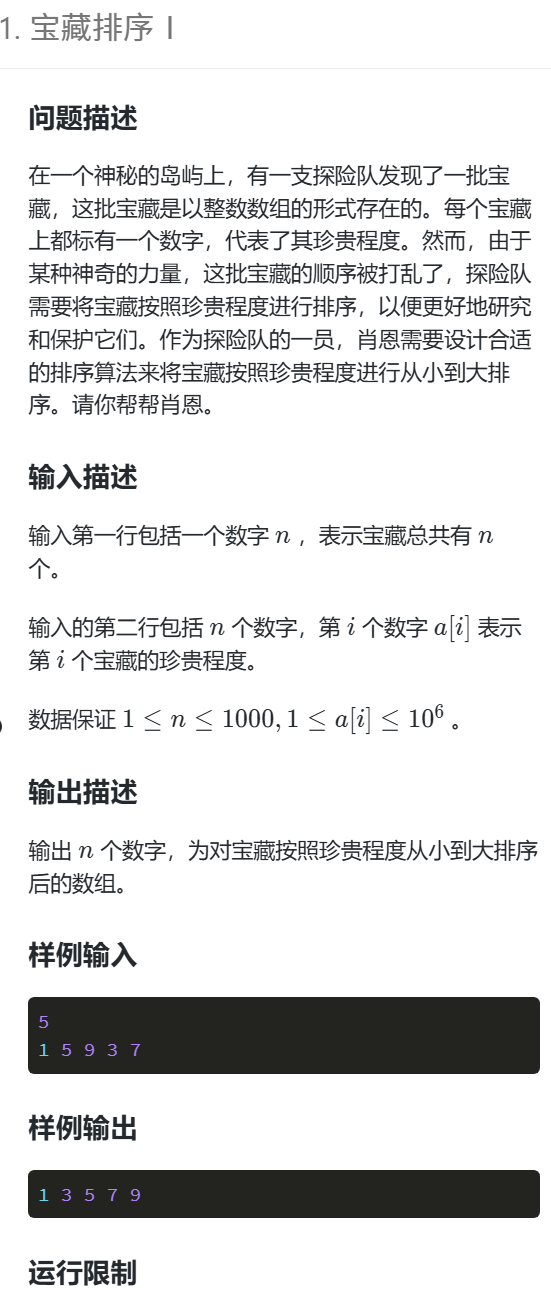 1. 宝藏排序 Ⅰ
问题描述
在一个神秘的岛屿上，有一支探险队发现了一批宝
藏，这批宝藏是以整数数组的形式存在的。每个宝藏
上都标有一个数字，代表了其珍贵程度。然而，由于
某种神奇的力量，这批宝藏的顺序被打乱了，探险队
需要将宝藏按照珍贵程度进行排序，以便更好地研究
和保护它们。作为探险队的一员，肖恩需要设计合适
的排序算法来将宝藏按照珍贵程度进行从小到大排
序。请你帮帮肖恩。
输入描述
输入第一行包括一个数字 n ，表示宝藏总共有 n
个。
输入的第二行包括 n 个数字，第 i 个数字 a[i] 表示
第 i 个宝藏的珍贵程度。
数据保证 1 ≤ n ≤ 1000, 1 ≤ a[i] ≤ 10⁶ 。
输出描述
输出 n 个数字，为对宝藏按照珍贵程度从小到大排序
后的数组。
样例输入
5
1 5 9 3 7
样例输出
1 3 5 7 9
运行限制